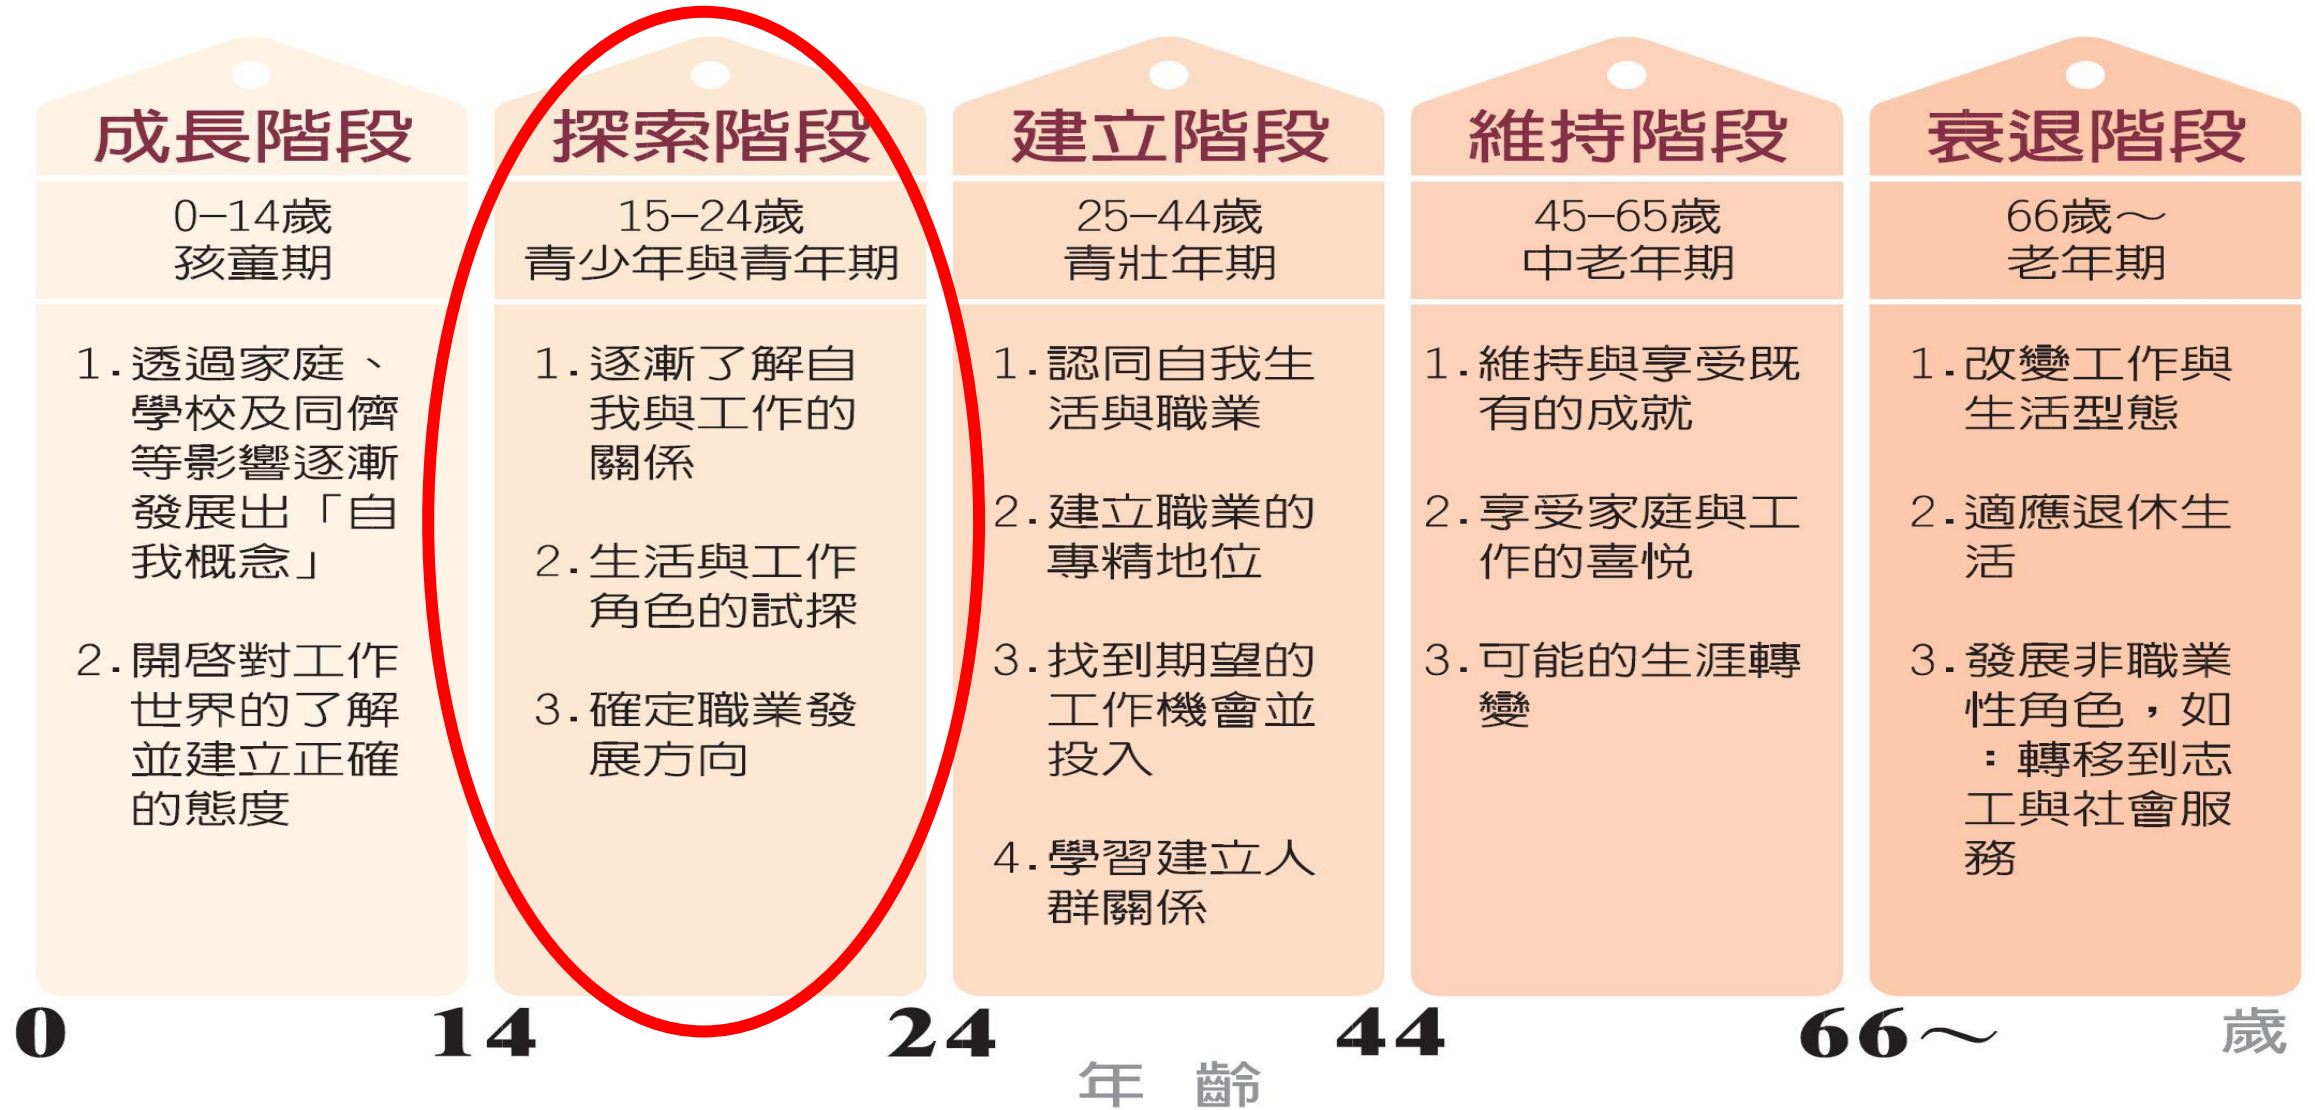 成長階段
0–14歲
孩童期
1.透過家庭、
學校及同儕
等影響逐漸
發展出「自
我概念」
2.開啓對工作
世界的了解
並建立正確
的態度
探索階段
15–24歲
青少年與青年期
1.逐漸了解自
我與工作的
關係
2.生活與工作
角色的試探
3.確定職業發
展方向
建立階段
25–44歲
青壯年期
1.認同自我生
活與職業
2.建立職業的
專精地位
3.找到期望的
工作機會並
投入
4.學習建立人
群關係
維持階段
45–65歲
中老年期
1.維持與享受既
有的成就
2.享受家庭與工
作的喜悅
3.可能的生涯轉
變
衰退階段
66歲～
老年期
1.改變工作與
生活型態
2.適應退休生
活
3.發展非職業
性角色，如
：轉移到志
工與社會服
務
0 14 24 44 66～ 歲
年 齡